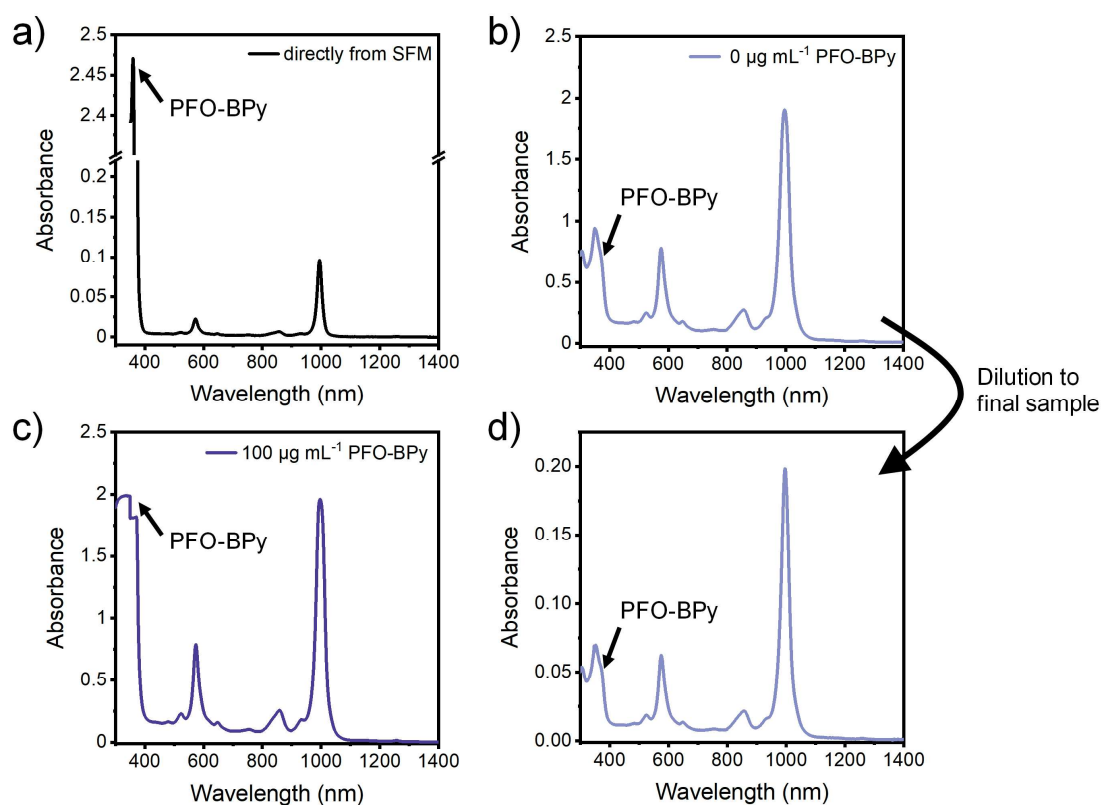 a)
directly from SFM
PFO-BPy
2.5
2.45
2.4
0.2
0.15
0.1
0.05
0
Absorbance
400 600 800 1000 1200 1400
Wavelength (nm)
b)
0 µg mL⁻¹ PFO-BPy
PFO-BPy
2.5
2
1.5
1
0.5
0
Absorbance
400 600 800 1000 1200 1400
Wavelength (nm)
Dilution to
final sample
c)
100 µg mL⁻¹ PFO-BPy
PFO-BPy
2.5
2
1.5
1
0.5
0
Absorbance
400 600 800 1000 1200 1400
Wavelength (nm)
d)
PFO-BPy
0.20
0.15
0.10
0.05
0.00
Absorbance
400 600 800 1000 1200 1400
Wavelength (nm)